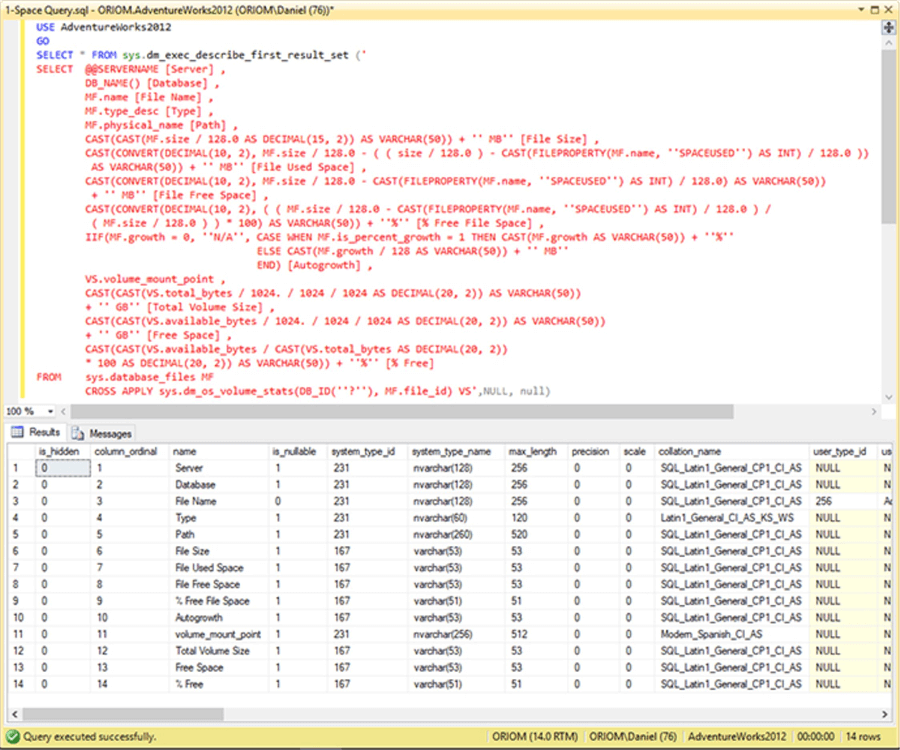 1-Space Query.sql - ORIOM.AdventureWorks2012 (ORIOM\Daniel (76))*
USE AdventureWorks2012
GO
SELECT * FROM sys.dm_exec_describe_first_result_set ('
SELECT @@SERVERNAME [Server] ,
DB_NAME() [Database] ,
MF.name [File Name] ,
MF.type_desc [Type] ,
MF.physical_name [Path] ,
CAST(CAST(MF.size / 128.0 AS DECIMAL(15, 2)) AS VARCHAR(50)) + '' MB'' [File Size] ,
CAST(CONVERT(DECIMAL(10, 2), MF.size / 128.0 - ( ( size / 128.0 ) - CAST(FILEPROPERTY(MF.name, ''SPACEUSED'') AS INT) / 128.0 ))
AS VARCHAR(50)) + '' MB'' [File Used Space] ,
CAST(CONVERT(DECIMAL(10, 2), MF.size / 128.0 - CAST(FILEPROPERTY(MF.name, ''SPACEUSED'') AS INT) / 128.0) AS VARCHAR(50))
+ '' MB'' [File Free Space] ,
CAST(CONVERT(DECIMAL(10, 2), ( ( MF.size / 128.0 - CAST(FILEPROPERTY(MF.name, ''SPACEUSED'') AS INT) / 128.0 ) /
( MF.size / 128.0 ) ) * 100) AS VARCHAR(50)) + ''%'' [% Free File Space] ,
IIF(MF.growth = 0, ''N/A'', CASE WHEN MF.is_percent_growth = 1 THEN CAST(MF.growth AS VARCHAR(50)) + ''%''
ELSE CAST(MF.growth / 128 AS VARCHAR(50)) + '' MB''
END) [Autogrowth] ,
VS.volume_mount_point ,
CAST(CAST(VS.total_bytes / 1024. / 1024 / 1024 AS DECIMAL(20, 2)) AS VARCHAR(50))
+ '' GB'' [Total Volume Size] ,
CAST(CAST(VS.available_bytes / 1024. / 1024 / 1024 AS DECIMAL(20, 2)) AS VARCHAR(50))
+ '' GB'' [Free Space] ,
CAST(CAST(VS.available_bytes / CAST(VS.total_bytes AS DECIMAL(20, 2))
* 100 AS DECIMAL(20, 2)) AS VARCHAR(50)) + ''%'' [% Free]
FROM sys.database_files MF
CROSS APPLY sys.dm_os_volume_stats(DB_ID(''?''), MF.file_id) VS',NULL, null)
100 %
Results Messages
is_hidden column_ordinal name is_nullable system_type_id system_type_name max_length precision scale collation_name user_type_id us
1 0 1 Server 1 231 nvarchar(128) 256 0 0 SQL_Latin1_General_CP1_CI_AS NULL N
2 0 2 Database 1 231 nvarchar(128) 256 0 0 SQL_Latin1_General_CP1_CI_AS NULL N
3 0 3 File Name 0 231 nvarchar(128) 256 0 0 SQL_Latin1_General_CP1_CI_AS 256 Ac
4 0 4 Type 1 231 nvarchar(60) 120 0 0 Latin1_General_CI_AS_KS_WS NULL N
5 0 5 Path 1 231 nvarchar(260) 520 0 0 SQL_Latin1_General_CP1_CI_AS NULL N
6 0 6 File Size 1 167 varchar(53) 53 0 0 SQL_Latin1_General_CP1_CI_AS NULL N
7 0 7 File Used Space 1 167 varchar(53) 53 0 0 SQL_Latin1_General_CP1_CI_AS NULL N
8 0 8 File Free Space 1 167 varchar(53) 53 0 0 SQL_Latin1_General_CP1_CI_AS NULL N
9 0 9 % Free File Space 1 167 varchar(51) 51 0 0 SQL_Latin1_General_CP1_CI_AS NULL N
10 0 10 Autogrowth 1 167 varchar(53) 53 0 0 SQL_Latin1_General_CP1_CI_AS NULL N
11 0 11 volume_mount_point 1 231 nvarchar(256) 512 0 0 Modern_Spanish_CI_AS NULL N
12 0 12 Total Volume Size 1 167 varchar(53) 53 0 0 SQL_Latin1_General_CP1_CI_AS NULL N
13 0 13 Free Space 1 167 varchar(53) 53 0 0 SQL_Latin1_General_CP1_CI_AS NULL N
14 0 14 % Free 1 167 varchar(51) 51 0 0 SQL_Latin1_General_CP1_CI_AS NULL N
Query executed successfully. ORIOM (14.0 RTM) ORIOM\Daniel (76) AdventureWorks2012 00:00:00 14 rows